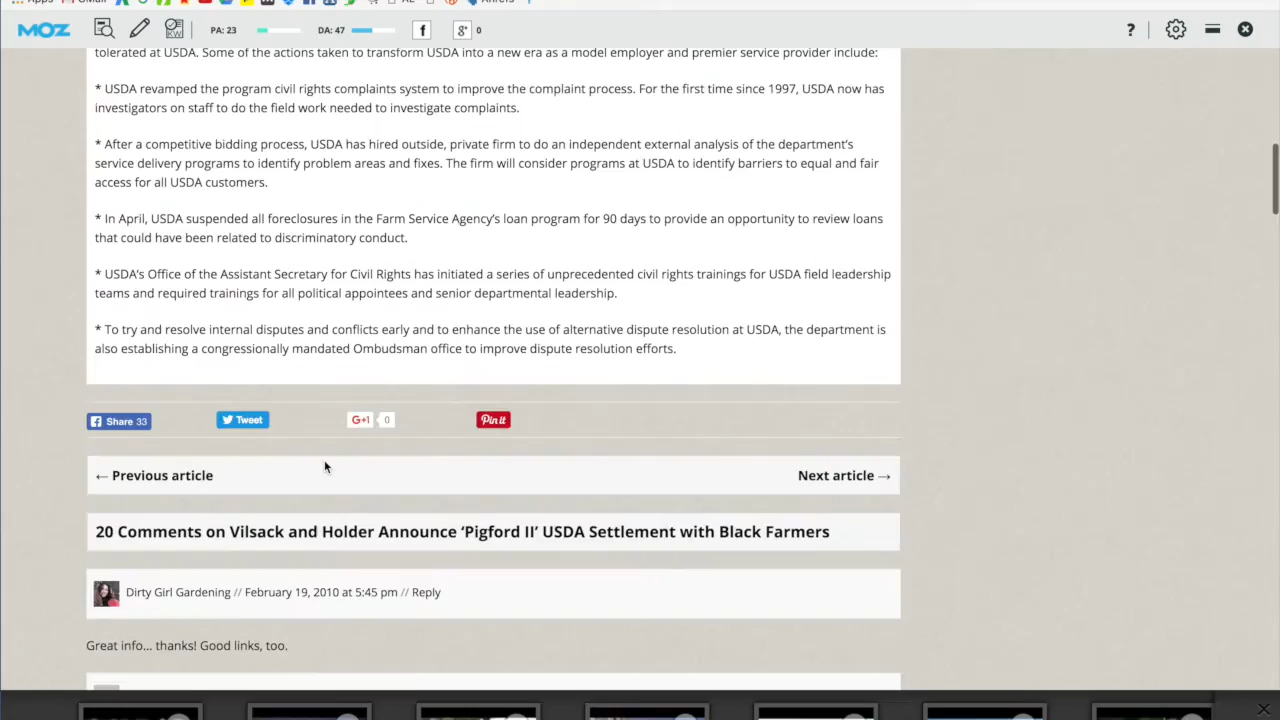 Apps GMail
MOZ PA: 23 DA: 47 f g+ 0 ?
tolerated at USDA. Some of the actions taken to transform USDA into a new era as a model employer and premier service provider include:
* USDA revamped the program civil rights complaints system to improve the complaint process. For the first time since 1997, USDA now has
investigators on staff to do the field work needed to investigate complaints.
* After a competitive bidding process, USDA has hired outside, private firm to do an independent external analysis of the department's
service delivery programs to identify problem areas and fixes. The firm will consider programs at USDA to identify barriers to equal and fair
access for all USDA customers.
* In April, USDA suspended all foreclosures in the Farm Service Agency's loan program for 90 days to provide an opportunity to review loans
that could have been related to discriminatory conduct.
* USDA's Office of the Assistant Secretary for Civil Rights has initiated a series of unprecedented civil rights trainings for USDA field leadership
teams and required trainings for all political appointees and senior departmental leadership.
* To try and resolve internal disputes and conflicts early and to enhance the use of alternative dispute resolution at USDA, the department is
also establishing a congressionally mandated Ombudsman office to improve dispute resolution efforts.
Share 33 Tweet G+1 0 Pin it
← Previous article Next article →
20 Comments on Vilsack and Holder Announce ‘Pigford II’ USDA Settlement with Black Farmers
Dirty Girl Gardening // February 19, 2010 at 5:45 pm // Reply
Great info… thanks! Good links, too.